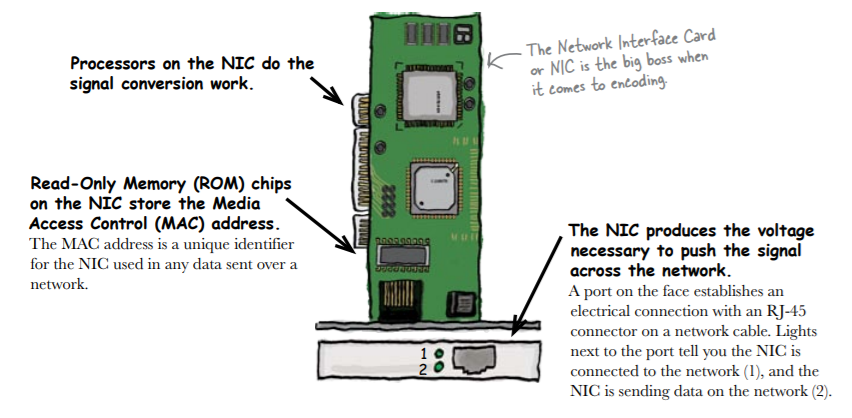 Processors on the NIC do the
signal conversion work.
The Network Interface Card
or NIC is the big boss when
it comes to encoding.
Read-Only Memory (ROM) chips
on the NIC store the Media
Access Control (MAC) address.
The MAC address is a unique identifier
for the NIC used in any data sent over a
network.
The NIC produces the voltage
necessary to push the signal
across the network.
A port on the face establishes an
electrical connection with an RJ-45
connector on a network cable. Lights
next to the port tell you the NIC is
connected to the network (1), and the
NIC is sending data on the network (2).
1
2